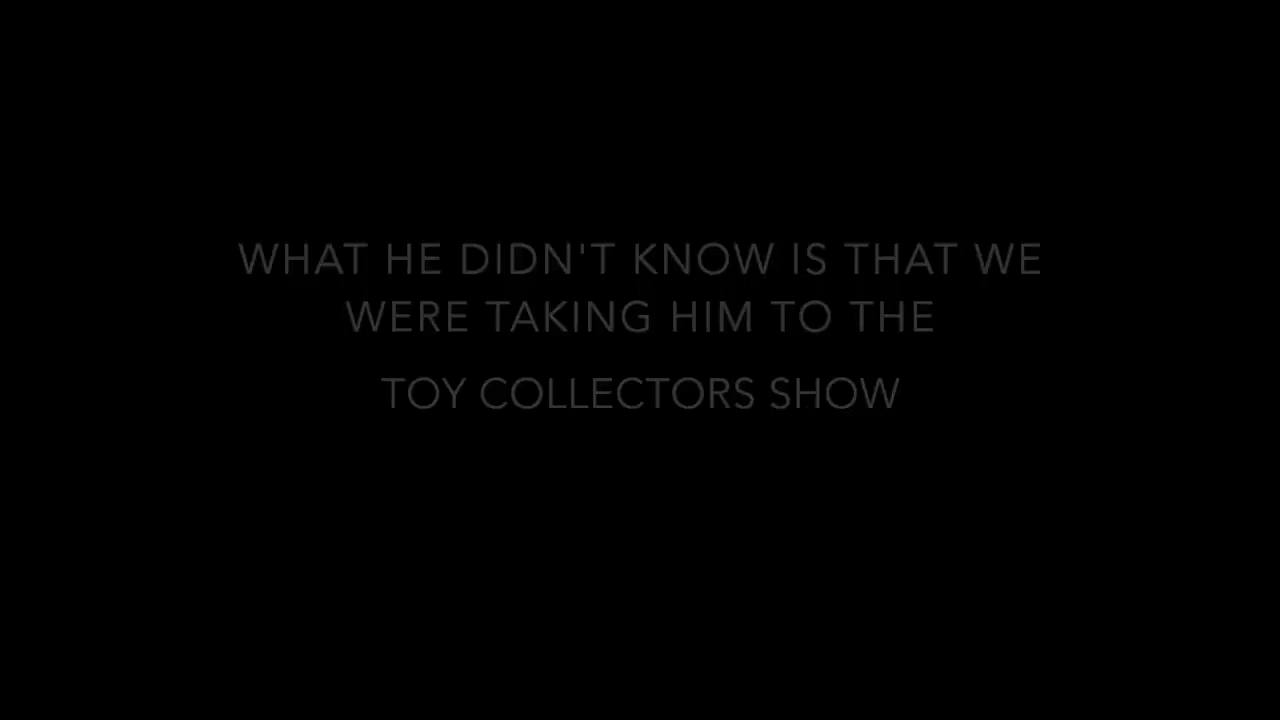 WHAT HE DIDN'T KNOW IS THAT WE
WERE TAKING HIM TO THE
TOY COLLECTORS SHOW